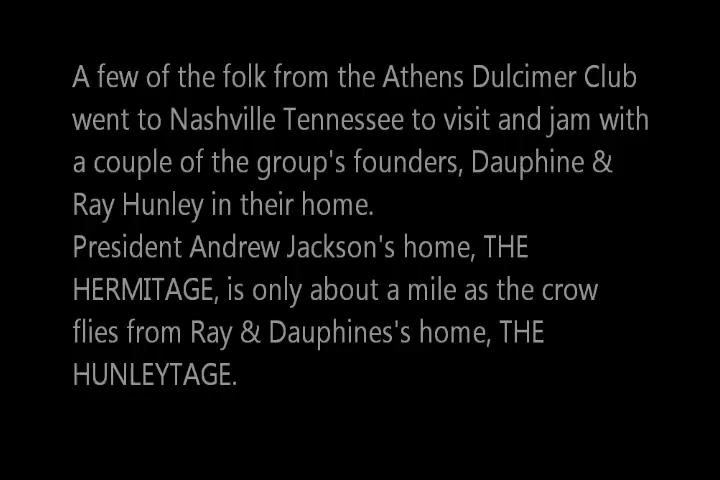 A few of the folk from the Athens Dulcimer Club
went to Nashville Tennessee to visit and jam with
a couple of the group's founders, Dauphine &
Ray Hunley in their home.
President Andrew Jackson's home, THE
HERMITAGE, is only about a mile as the crow
flies from Ray & Dauphines's home, THE
HUNLEYTAGE.